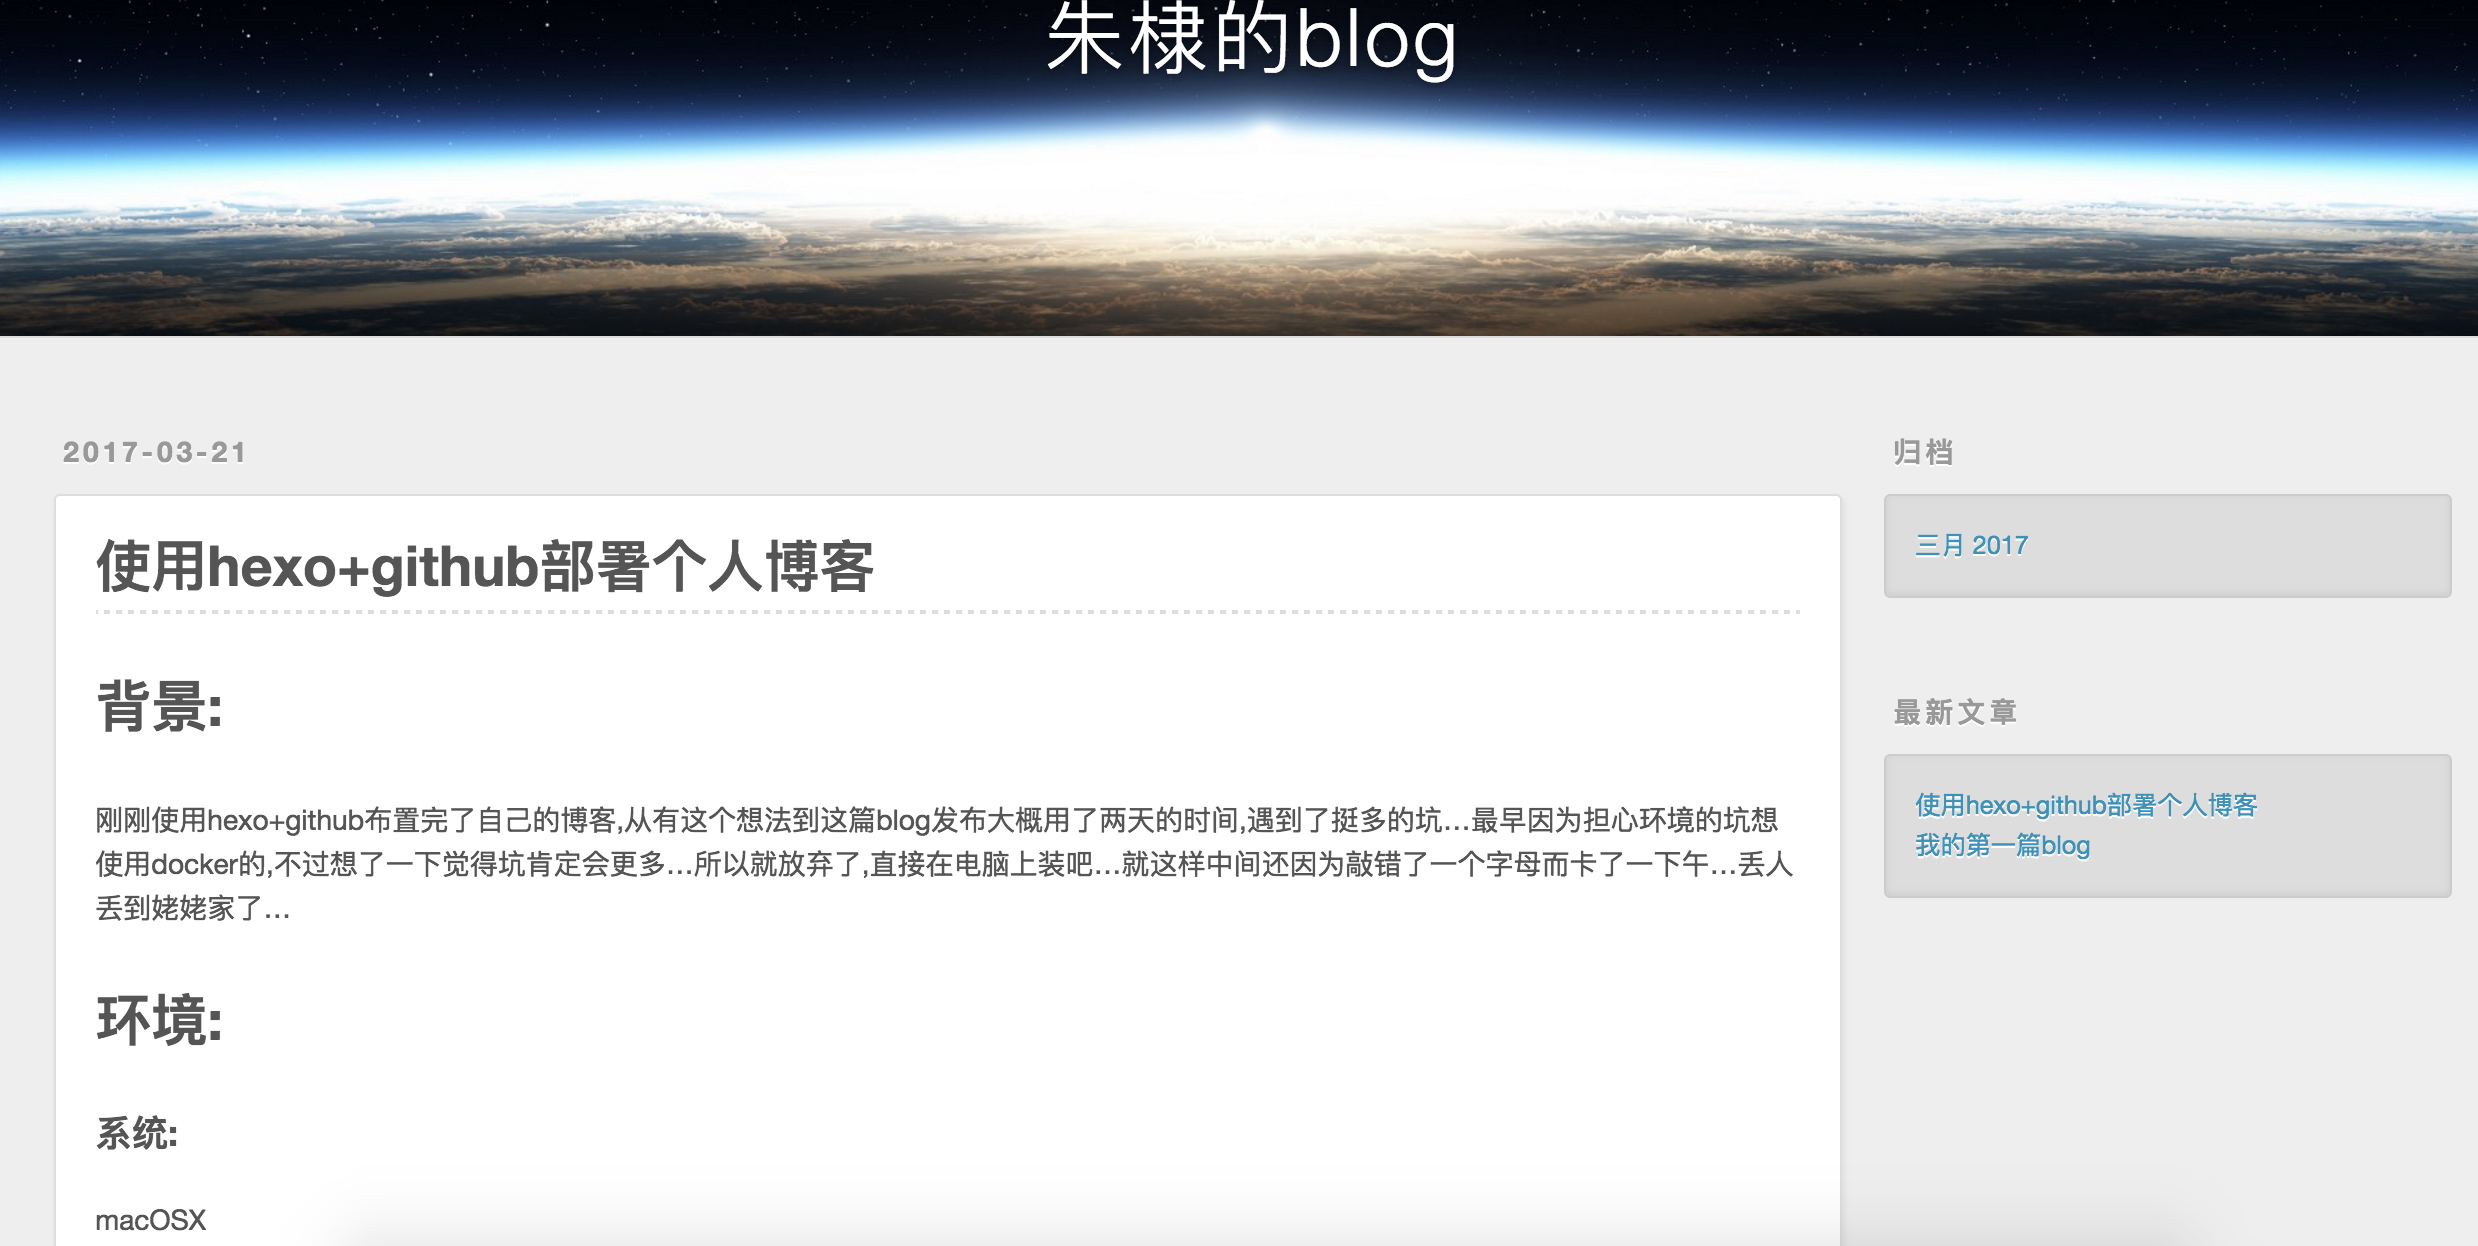 朱棣的blog
2017-03-21
使用hexo+github部署个人博客
背景:
刚刚使用hexo+github布置完了自己的博客,从有这个想法到这篇blog发布大概用了两天的时间,遇到了挺多的坑…最早因为担心环境的坑想
使用docker的,不过想了一下觉得坑肯定会更多…所以就放弃了,直接在电脑上装吧…就这样中间还因为敲错了一个字母而卡了一下午…丢人
丢到姥姥家了…
环境:
系统:
macOSX
归档
三月 2017
最新文章
使用hexo+github部署个人博客
我的第一篇blog